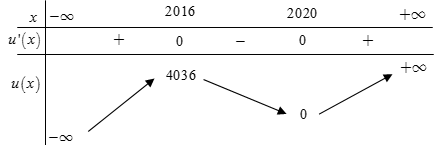 x −∞ 2016 2020 +∞
u'(x) + 0 − 0 +
+∞
4036
u(x)
0
−∞